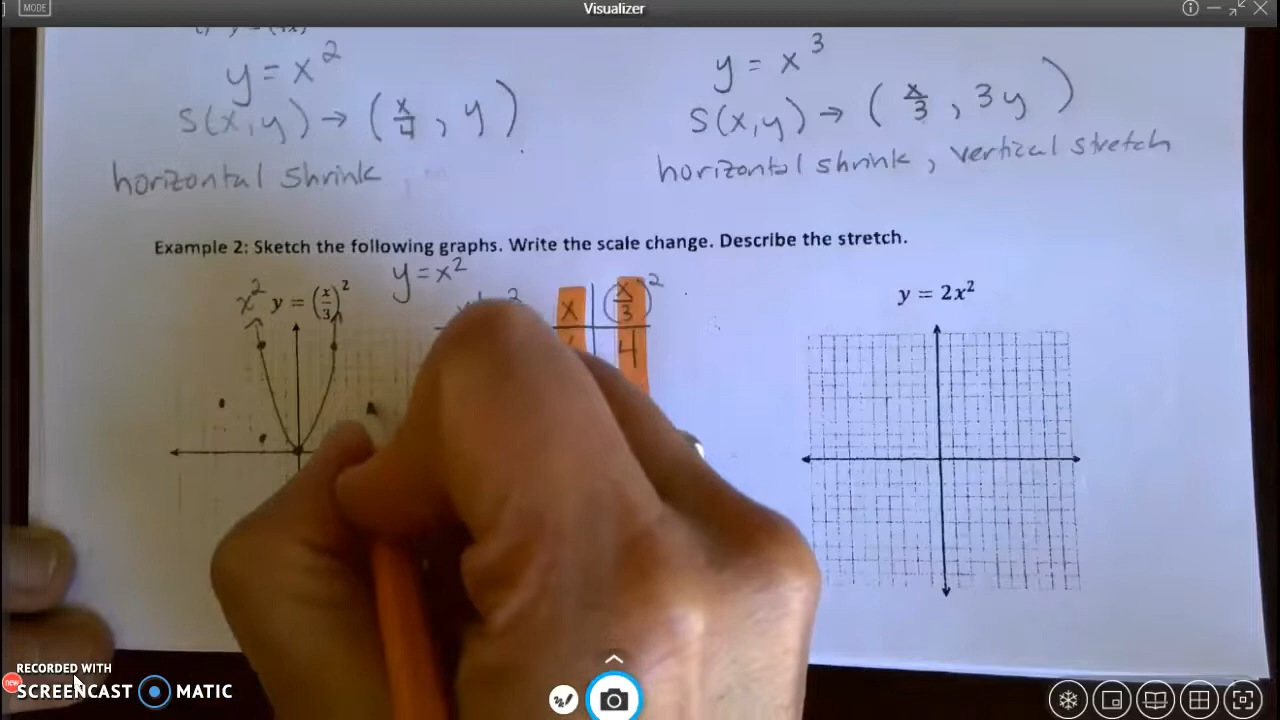 MODE
Visualizer
y = x²
S(x,y) → (x/4, y)
horizontal shrink
y = x³
S(x,y) → (x/3, 3y)
horizontal shrink, vertical stretch
Example 2: Sketch the following graphs. Write the scale change. Describe the stretch.
y = x²
x² y = (x/3)²
x (x/3)²
4
y = 2x²
RECORDED WITH
new
SCREENCAST MATIC